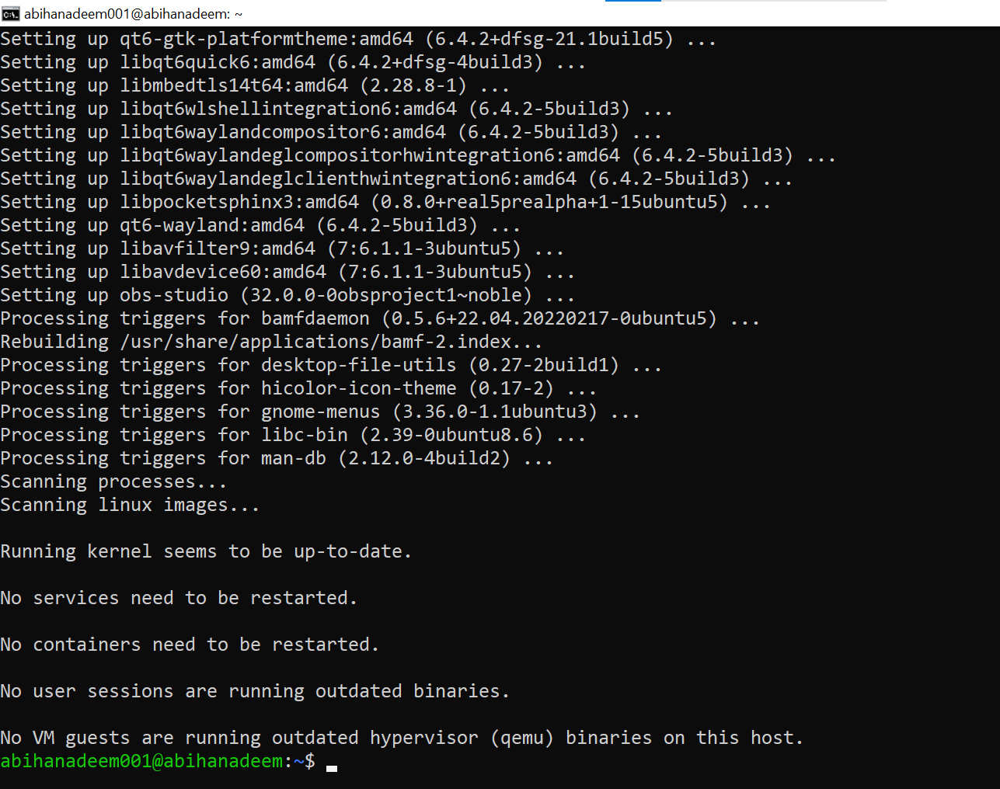 abihanadeem001@abihanadeem: ~
Setting up qt6-gtk-platformtheme:amd64 (6.4.2+dfsg-21.1build5) ...
Setting up libqt6quick6:amd64 (6.4.2+dfsg-4build3) ...
Setting up libmbedtls14t64:amd64 (2.28.8-1) ...
Setting up libqt6wlshellintegration6:amd64 (6.4.2-5build3) ...
Setting up libqt6waylandcompositor6:amd64 (6.4.2-5build3) ...
Setting up libqt6waylandeglcompositorhwintegration6:amd64 (6.4.2-5build3) ...
Setting up libqt6waylandeglclienthwintegration6:amd64 (6.4.2-5build3) ...
Setting up libpocketsphinx3:amd64 (0.8.0+real5prealpha+1-15ubuntu5) ...
Setting up qt6-wayland:amd64 (6.4.2-5build3) ...
Setting up libavfilter9:amd64 (7:6.1.1-3ubuntu5) ...
Setting up libavdevice60:amd64 (7:6.1.1-3ubuntu5) ...
Setting up obs-studio (32.0.0-0obsproject1~noble) ...
Processing triggers for bamfdaemon (0.5.6+22.04.20220217-0ubuntu5) ...
Rebuilding /usr/share/applications/bamf-2.index...
Processing triggers for desktop-file-utils (0.27-2build1) ...
Processing triggers for hicolor-icon-theme (0.17-2) ...
Processing triggers for gnome-menus (3.36.0-1.1ubuntu3) ...
Processing triggers for libc-bin (2.39-0ubuntu8.6) ...
Processing triggers for man-db (2.12.0-4build2) ...
Scanning processes...
Scanning linux images...
Running kernel seems to be up-to-date.
No services need to be restarted.
No containers need to be restarted.
No user sessions are running outdated binaries.
No VM guests are running outdated hypervisor (qemu) binaries on this host.
abihanadeem001@abihanadeem:~$